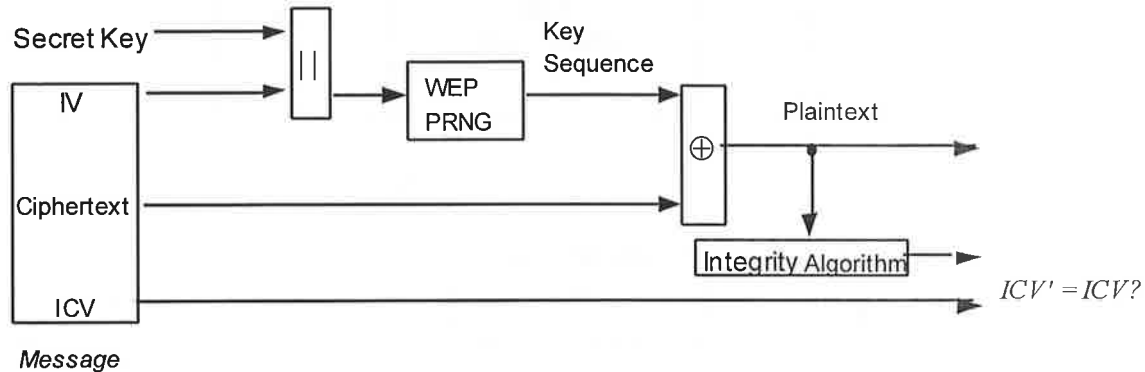 Secret Key
IV
Ciphertext
ICV
Message
||
WEP
PRNG
Key
Sequence
⊕
Plaintext
Integrity Algorithm
ICV' = ICV?